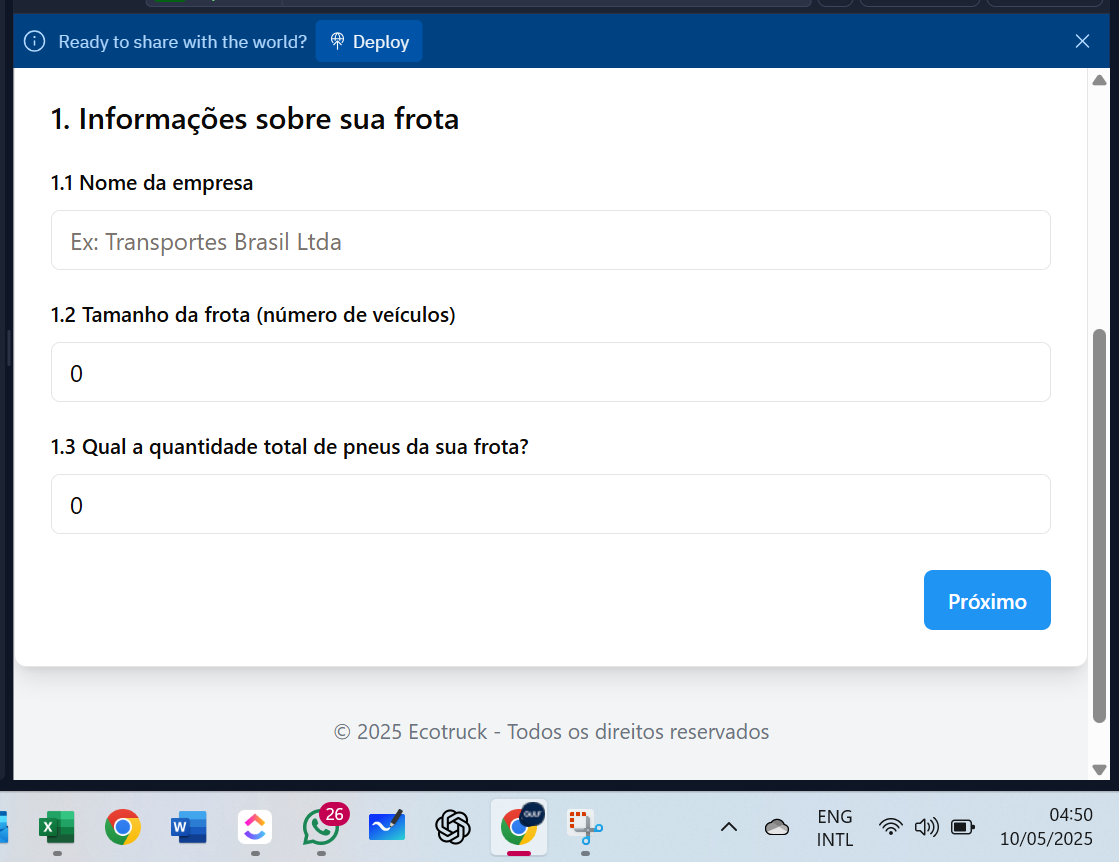 Ready to share with the world?
Deploy
1. Informações sobre sua frota
1.1 Nome da empresa
Ex: Transportes Brasil Ltda
1.2 Tamanho da frota (número de veículos)
0
1.3 Qual a quantidade total de pneus da sua frota?
0
Próximo
© 2025 Ecotruck - Todos os direitos reservados
X
W
26
GULF
ENG
INTL
04:50
10/05/2025